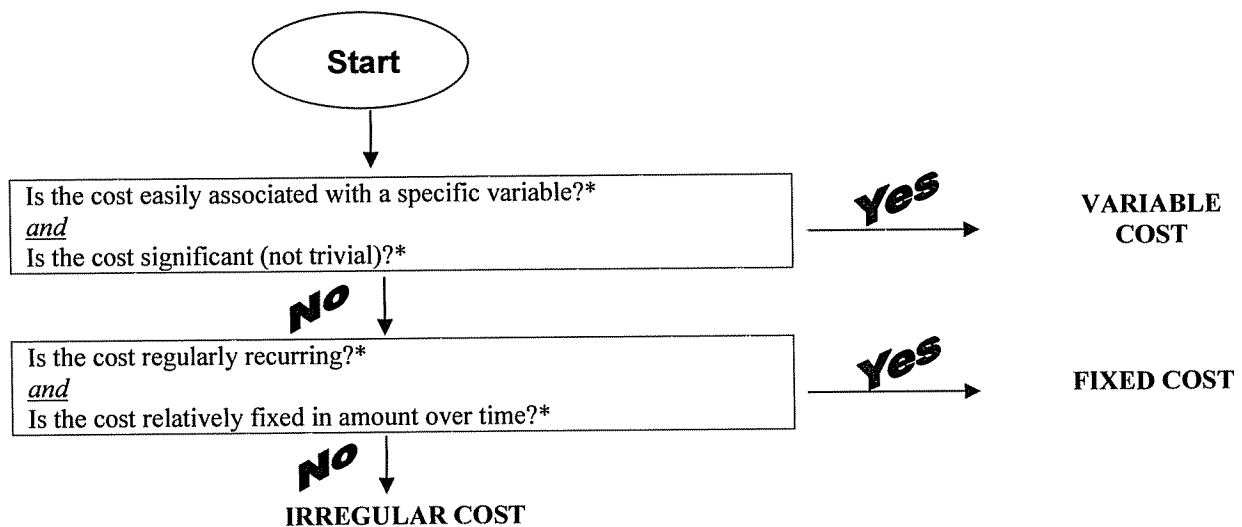 Start
Is the cost easily associated with a specific variable?*
and
Is the cost significant (not trivial)?*
Yes
VARIABLE
COST
No
Is the cost regularly recurring?*
and
Is the cost relatively fixed in amount over time?*
Yes
FIXED COST
No
IRREGULAR COST